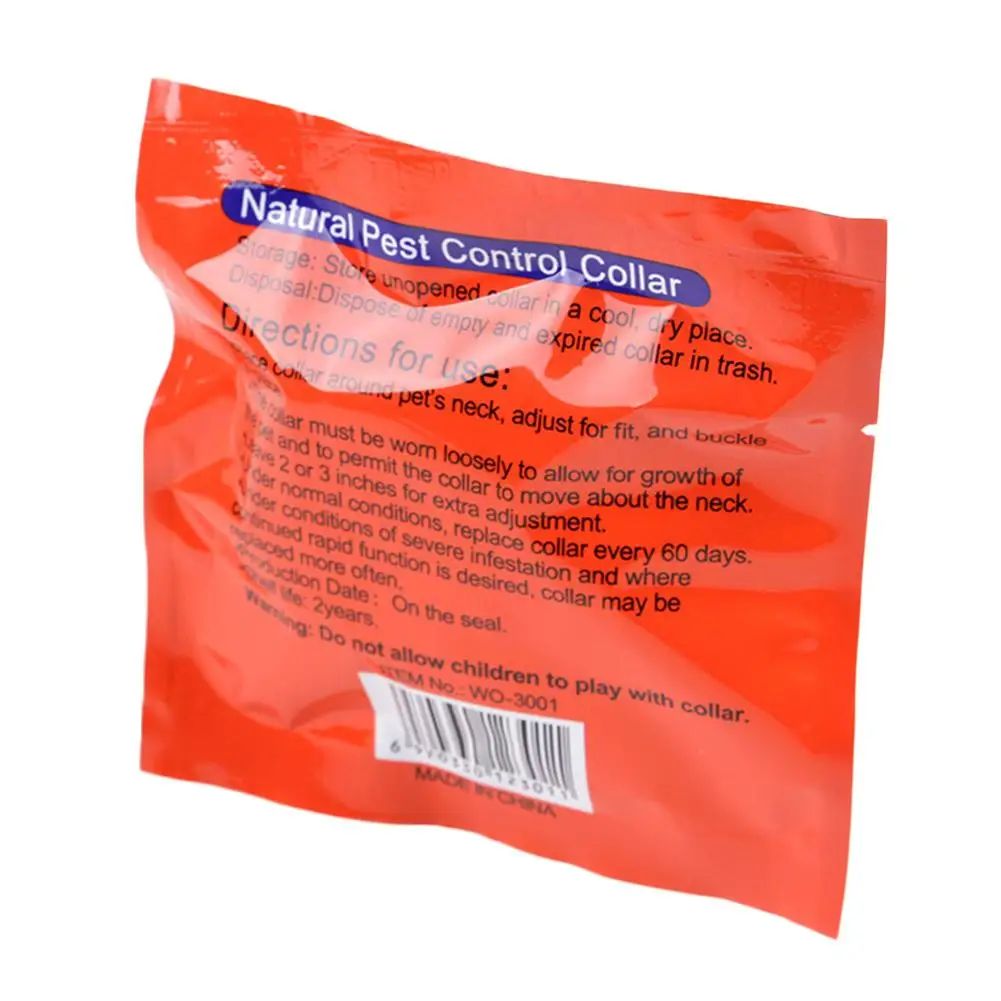 Natural Pest Control Collar
Storage: Store unopened collar in a cool, dry place.
Disposal:Dispose of empty and expired collar in trash.
Directions for use:
collar around pet's neck, adjust for fit, and buckle
collar must be worn loosely to allow for growth of
pet and to permit the collar to move about the neck.
2 or 3 inches for extra adjustment.
normal conditions, replace collar every 60 days.
conditions of severe infestation and where
continued rapid function is desired, collar may be
replaced more often.
Production Date: On the seal.
life: 2years.
Warning: Do not allow children to play with collar.
ITEM No.: WO-3001
6 970330 123011
MADE IN CHINA